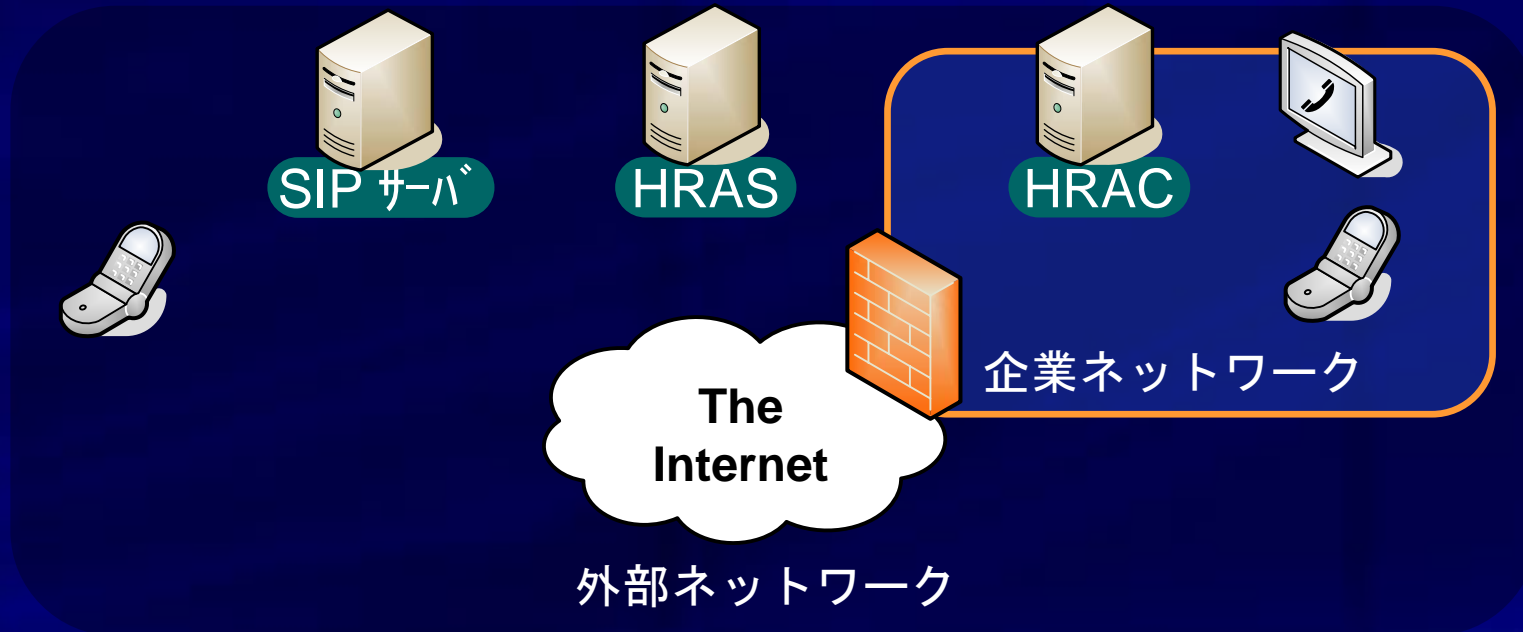 SIP ｻｰﾊﾞ
HRAS
HRAC
企業ネットワーク
The
Internet
外部ネットワーク